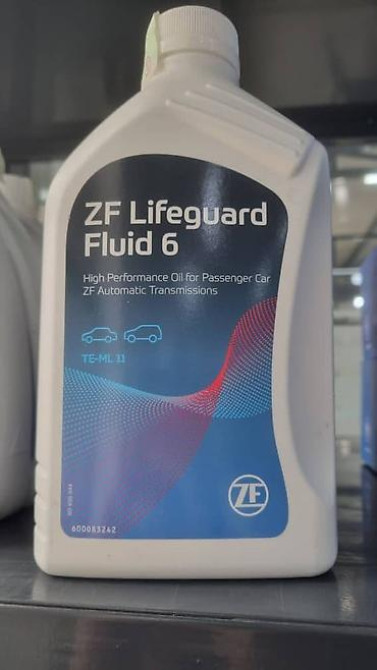 ZF Lifeguard
Fluid 6
High Performance Oil for Passenger Car
ZF Automatic Transmissions
TE-ML 11
ZF
600083242